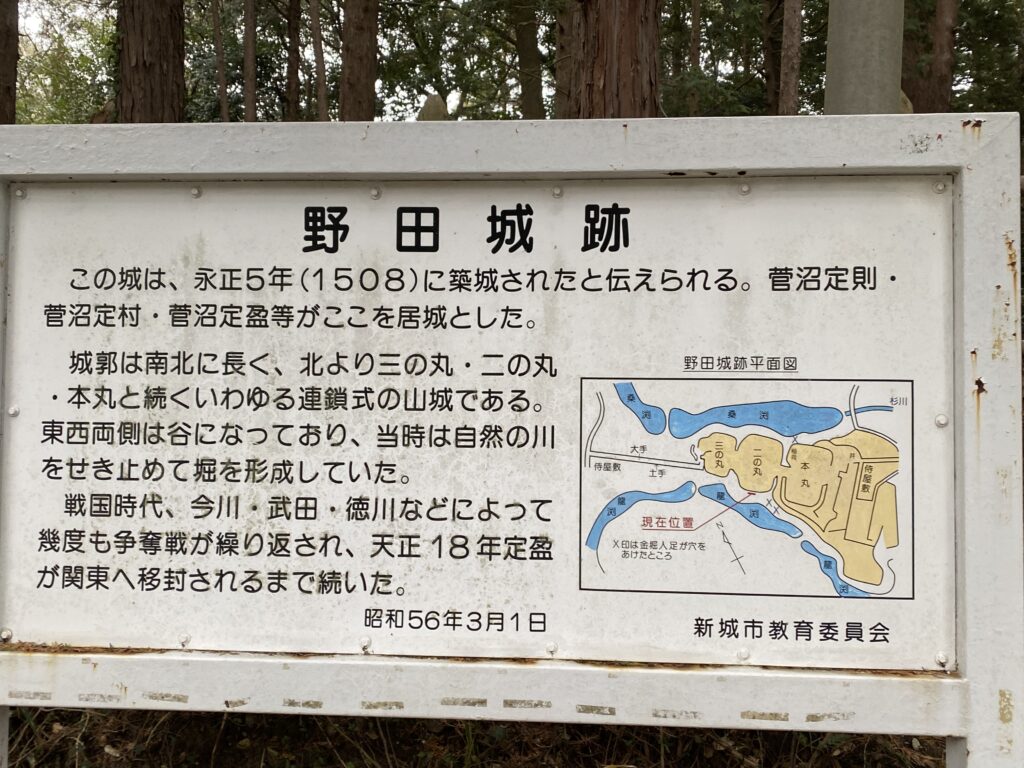 野田城跡
この城は、永正5年(1508)に築城されたと伝えられる。菅沼定則・
菅沼定村・菅沼定盈等がここを居城とした。
城郭は南北に長く、北より三の丸・二の丸
・本丸と続くいわゆる連鎖式の山城である。
東西両側は谷になっており、当時は自然の川
をせき止めて堀を形成していた。
戦国時代、今川・武田・徳川などによって
幾度も争奪戦が繰り返され、天正18年定盈
が関東へ移封されるまで続いた。
昭和56年3月1日
野田城跡平面図
桑渕
桑渕
杉川
大手
侍屋敷
土手
三の丸
二の丸
本丸
井
侍屋敷
龍渕
龍渕
龍渕
現在位置
X印は金堀人足が穴を
あけたところ
N
新城市教育委員会